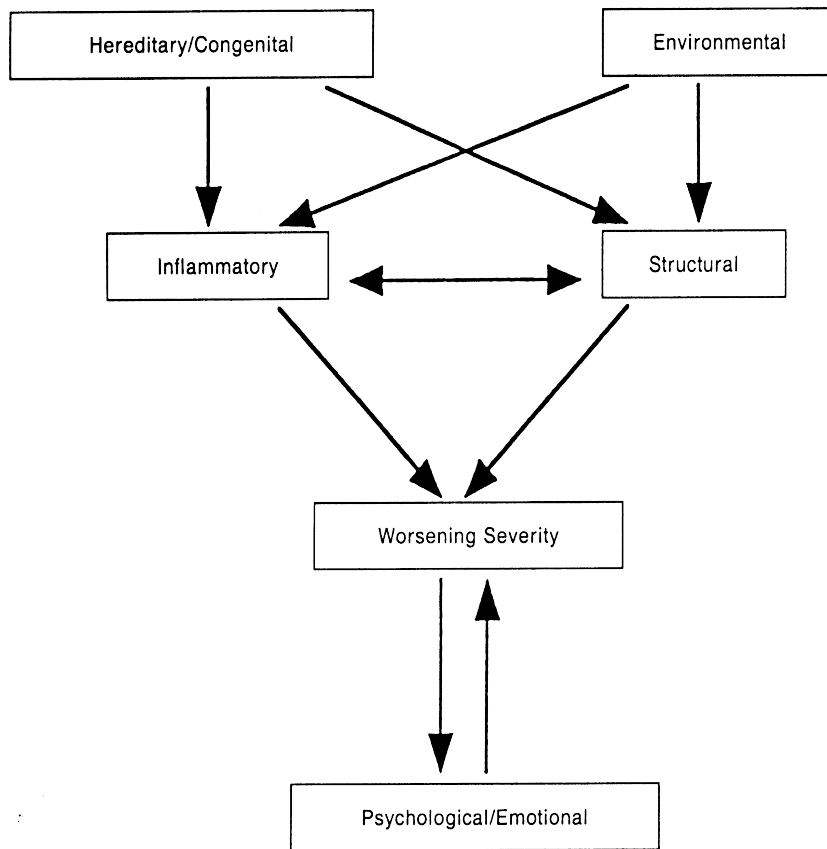 Hereditary/Congenital
Environmental
Inflammatory
Structural
Worsening Severity
Psychological/Emotional